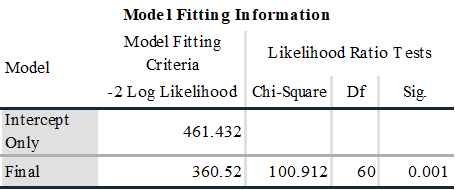 Model Fitting Information
Model
Model Fitting
Criteria
Likelihood Ratio Tests
-2 Log Likelihood Chi-Square Df Sig.
Intercept
Only
461.432
Final 360.52 100.912 60 0.001